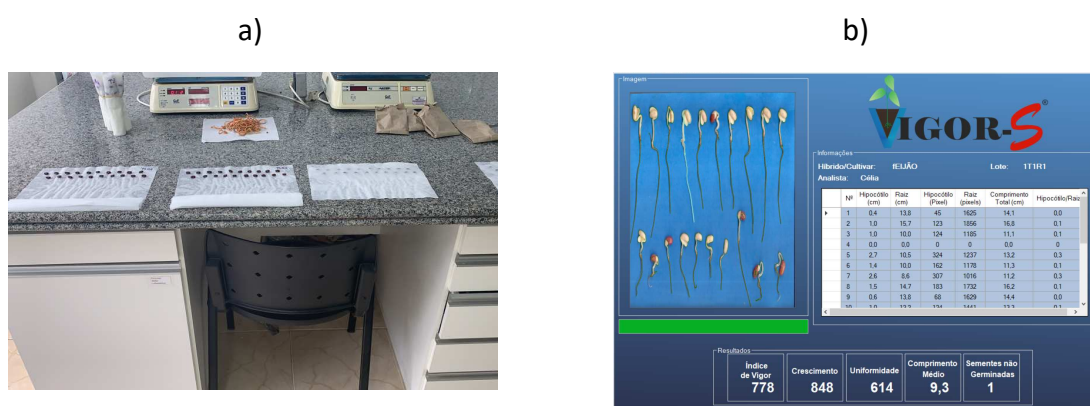 a)
b)
Imagem
VIGOR-S®
Informações
Híbrido/Cultivar: fEIJÃO Lote: 1T1R1
Analista: Célia
Nº Hipocótilo (cm) Raiz (cm) Hipocótilo (Pixel) Raiz (pixels) Comprimento Total (cm) Hipocótilo/Raiz
1 0,4 13,8 45 1625 14,1 0,0
2 1,0 15,7 123 1856 16,8 0,1
3 1,0 10,0 124 1185 11,1 0,1
4 0,0 0,0 0 0 0,0 0
5 2,7 10,5 324 1237 13,2 0,3
6 1,4 10,0 162 1178 11,3 0,1
7 2,6 8,6 307 1016 11,2 0,3
8 1,5 14,7 183 1732 16,2 0,1
9 0,6 13,8 68 1629 14,4 0,0
Resultados
Índice de Vigor 778
Crescimento 848
Uniformidade 614
Comprimento Médio 9,3
Sementes não Germinadas 1